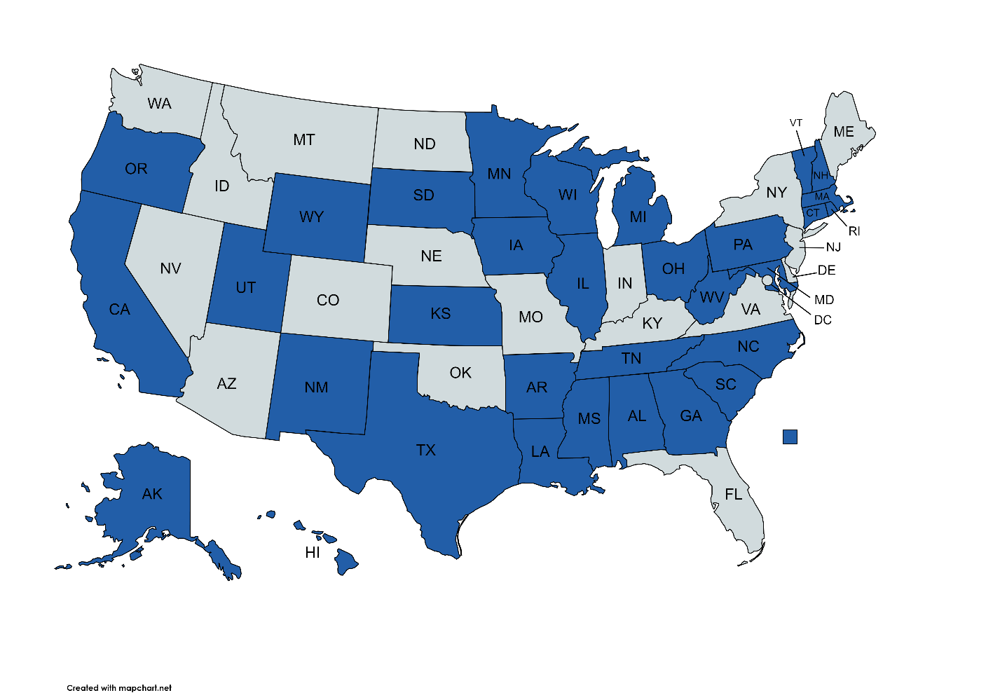 WA
MT
ND
MN
VT
ME
OR
ID
SD
WI
NH
NY
MA
WY
MI
CT
RI
IA
PA
NJ
NV
NE
OH
DE
UT
IL
IN
CO
WV
MD
CA
KS
MO
KY
VA
DC
NC
AZ
NM
OK
AR
TN
SC
MS
AL
GA
TX
LA
AK
FL
HI
Created with mapchart.net